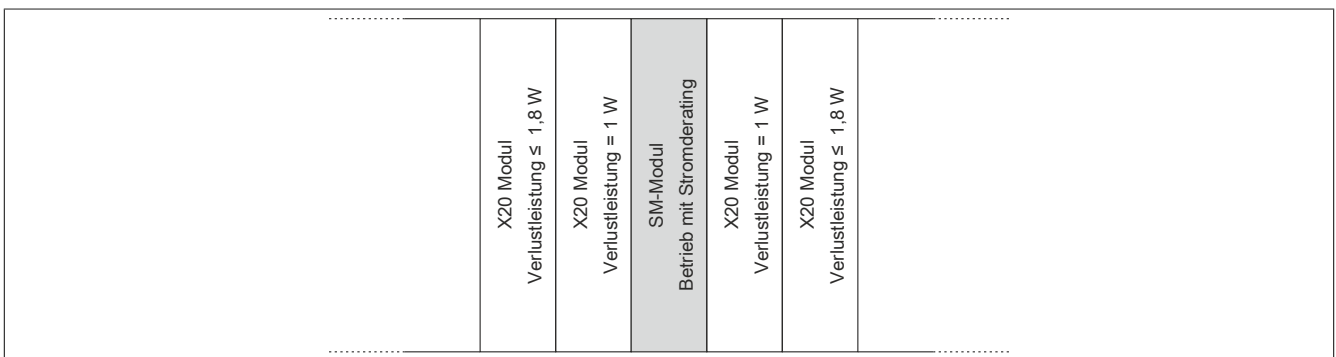 X20 Modul
Verlustleistung ≤ 1,8 W
X20 Modul
Verlustleistung = 1 W
SM-Modul
Betrieb mit Stromderating
X20 Modul
Verlustleistung = 1 W
X20 Modul
Verlustleistung ≤ 1,8 W